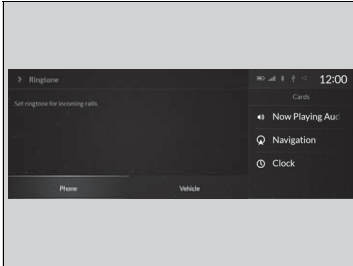 > Ringtone
12:00
Set ringtone for incoming calls.
Cards
Now Playing Aud
Navigation
Clock
Phone
Vehicle